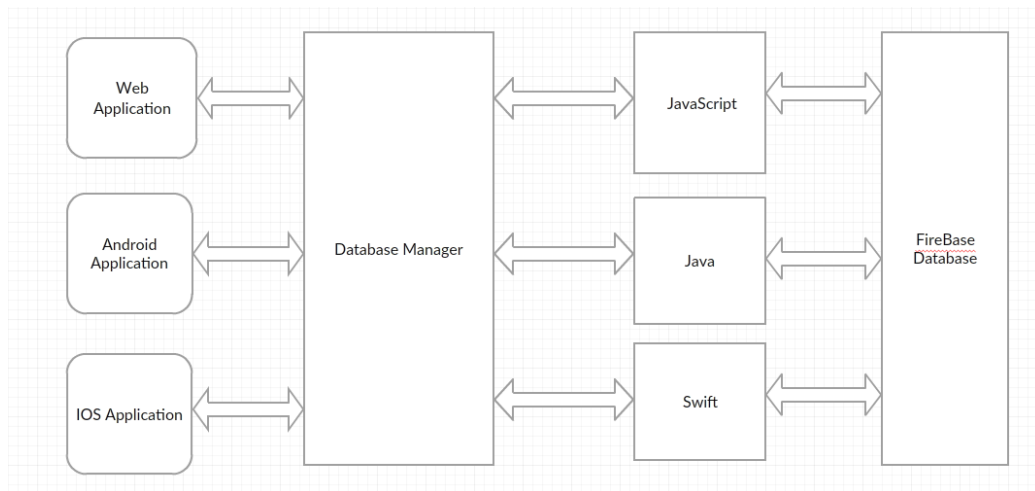 Web
Application
Database Manager
JavaScript
FireBase
Database
Android
Application
Java
IOS Application
Swift